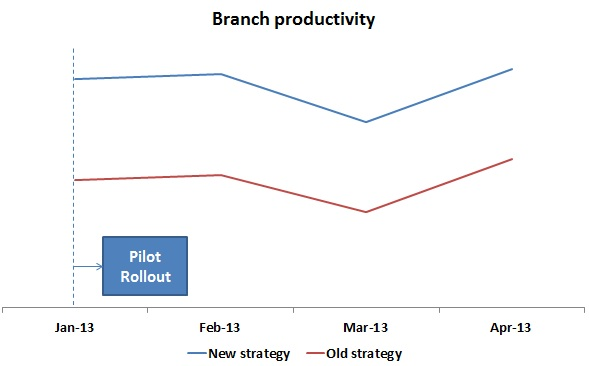 Branch productivity
Pilot
Rollout
Jan-13
Feb-13
Mar-13
Apr-13
New strategy
Old strategy